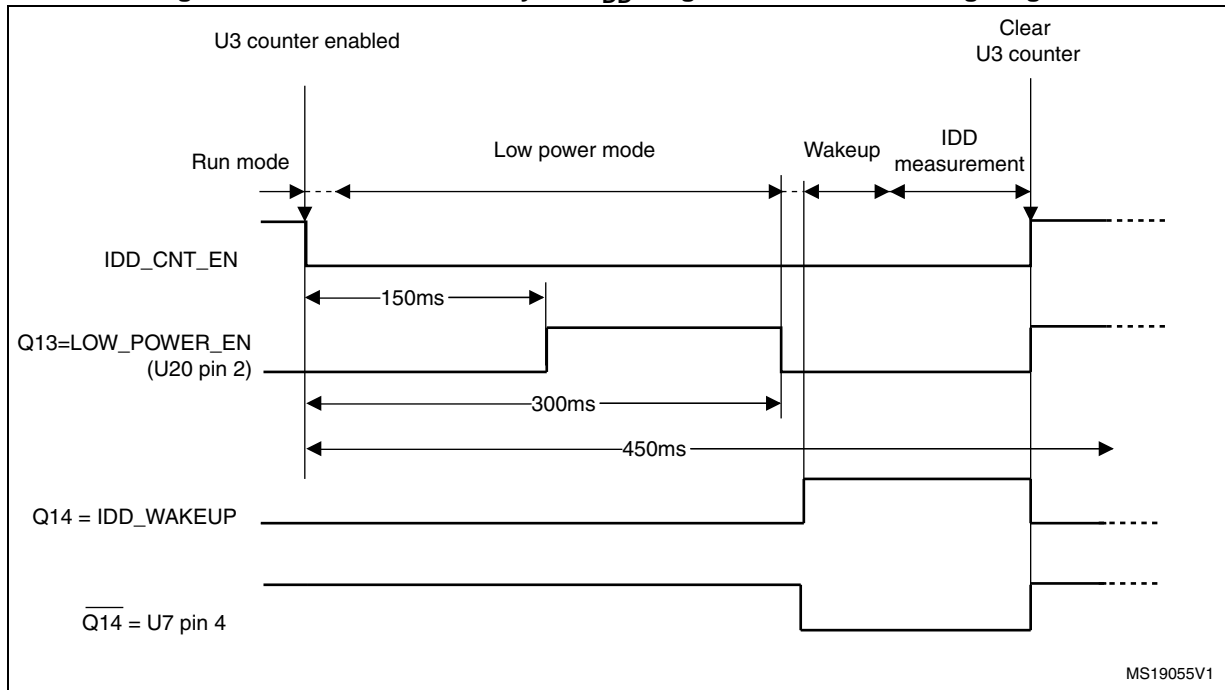 U3 counter enabled
Clear
U3 counter
Run mode
Low power mode
Wakeup
IDD
measurement
IDD_CNT_EN
150ms
Q13=LOW_POWER_EN
(U20 pin 2)
300ms
450ms
Q14 = IDD_WAKEUP
Q14 = U7 pin 4
MS19055V1